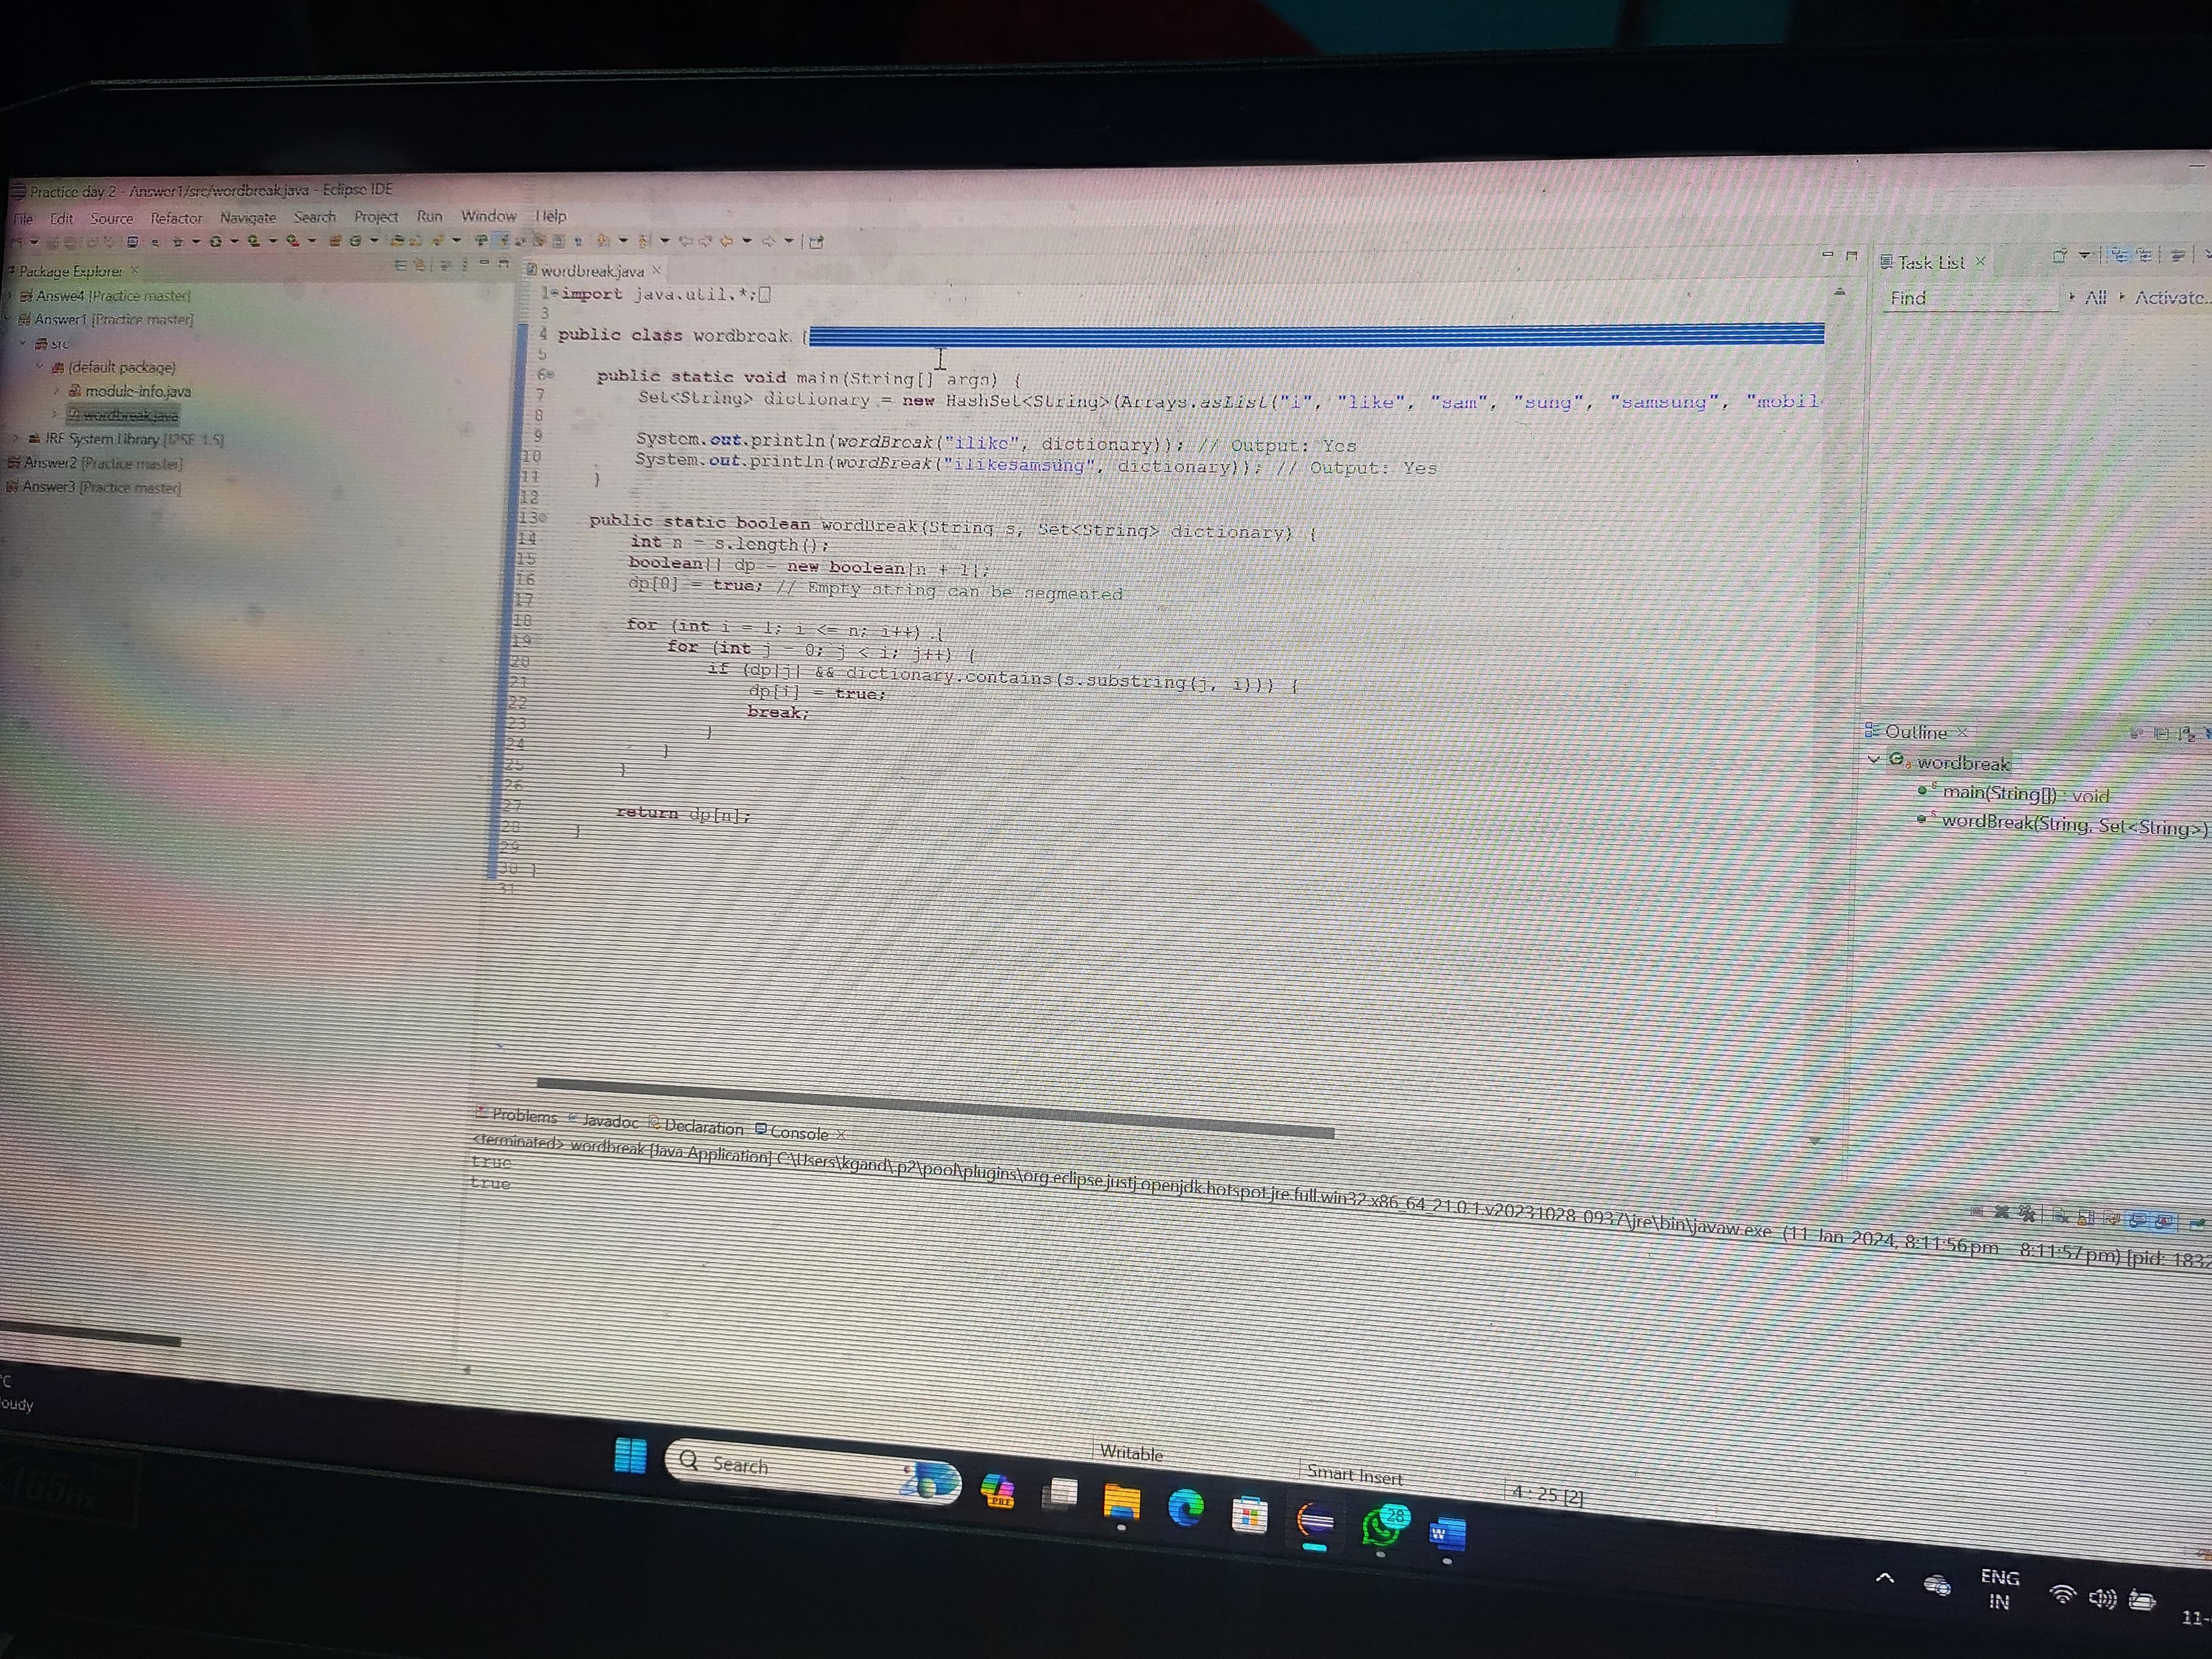 Practice day 2 - Answer1/src/wordbreak.java - Eclipse IDE
File Edit Source Refactor Navigate Search Project Run Window Help
Package Explorer
Answe4 [Practice master]
Answer1 [Practice master]
src
(default package)
module-info.java
wordbreak.java
JRE System Library [J2SE-1.5]
Answer2 [Practice master]
Answer3 [Practice master]
wordbreak.java
1 import java.util.*;
3
4 public class wordbreak {
5
6 public static void main(String[] args) {
7 Set<String> dictionary = new HashSet<String>(Arrays.asList("i", "like", "sam", "sung", "samsung", "mobil
8
9 System.out.println(wordBreak("ilike", dictionary)); // Output: Yes
10 System.out.println(wordBreak("ilikesamsung", dictionary)); // Output: Yes
11 }
12
13 public static boolean wordBreak(String s, Set<String> dictionary) {
14 int n = s.length();
15 boolean[] dp = new boolean[n + 1];
16 dp[0] = true; // Empty string can be segmented
17
18 for (int i = 1; i <= n; i++) {
19 for (int j = 0; j < i; j++) {
20 if (dp[j] && dictionary.contains(s.substring(j, i))) {
21 dp[i] = true;
22 break;
23 }
24 }
25 }
26
27 return dp[n];
28 }
29
30 }
31
Task List
Find All Activate...
Outline
wordbreak
main(String[]) : void
wordBreak(String, Set<String>)
Problems Javadoc Declaration Console
<terminated> wordbreak [Java Application] C:\Users\kgand\.p2\pool\plugins\org.eclipse.justj.openjdk.hotspot.jre.full.win32.x86_64_21.0.1.v20231028-0937\jre\bin\javaw.exe (11-Jan-2024, 8:11:56 pm – 8:11:57 pm) [pid: 1832
true
true
Writable
Smart Insert
4 : 25 [2]
°C
oudy
Search
PRE
28
W
ENG
IN
11-
165Hz